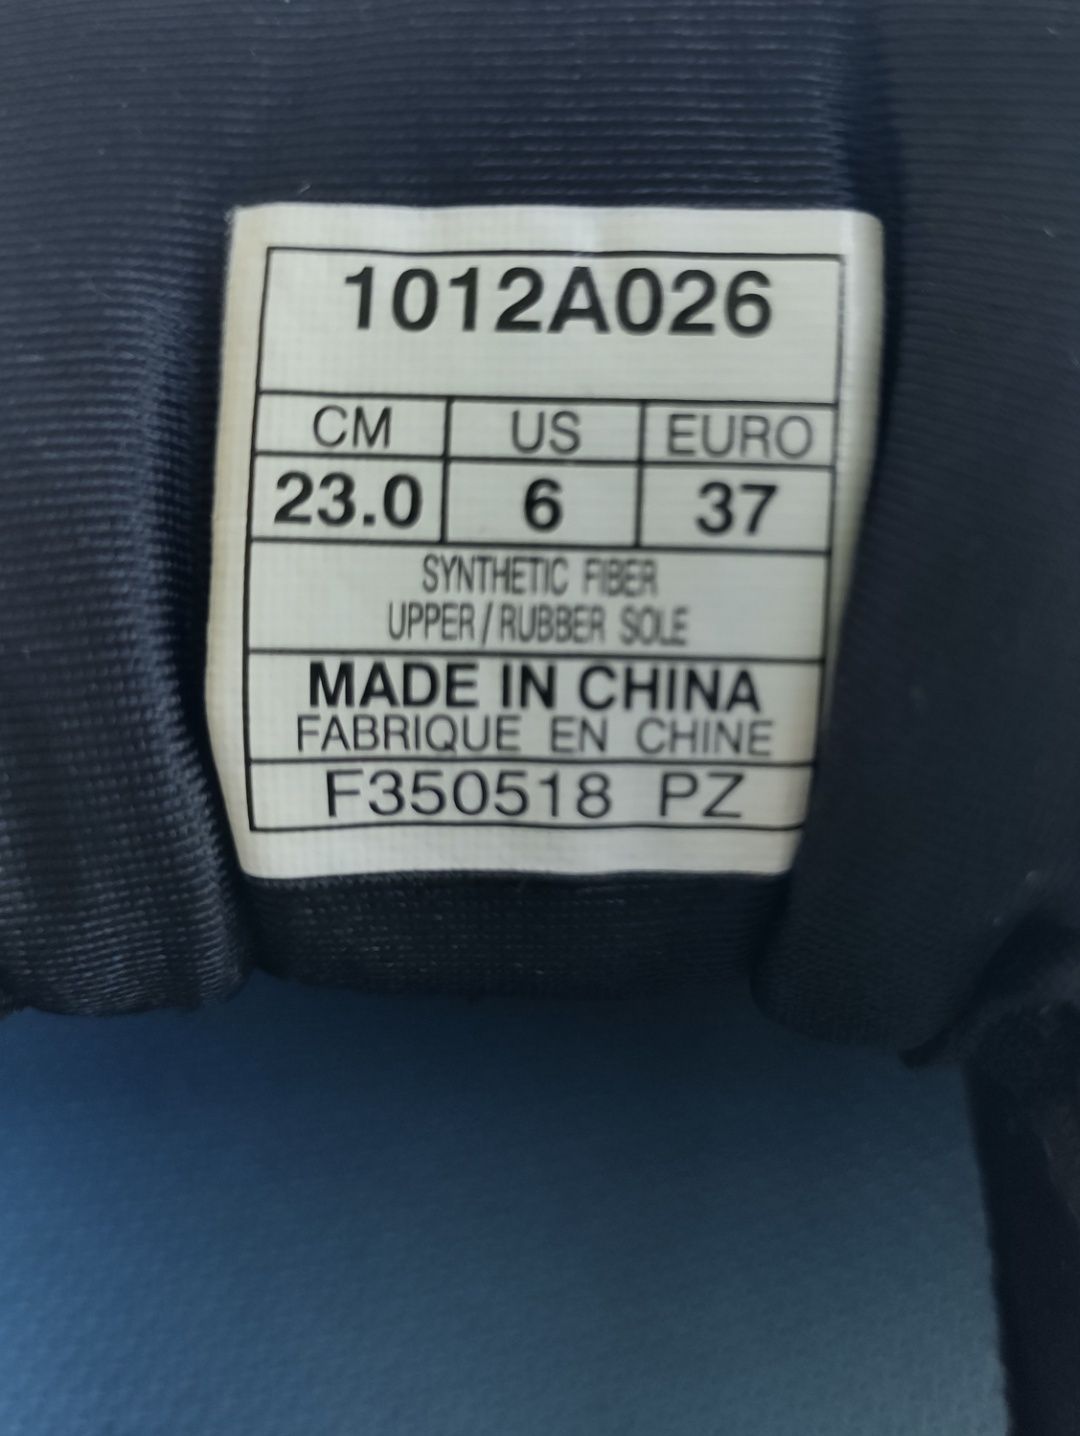 1012A026
CM US EURO
23.0 6 37
SYNTHETIC FIBER
UPPER/RUBBER SOLE
MADE IN CHINA
FABRIQUE EN CHINE
F350518 PZ